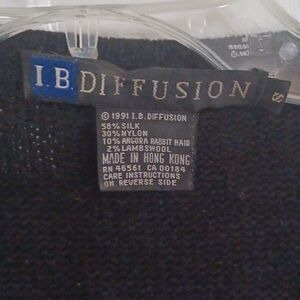 I.B. DIFFUSION
S
© 1991 I.B. DIFFUSION
58% SILK
30% NYLON
10% ANGORA RABBIT HAIR
2% LAMBSWOOL
MADE IN HONG KONG
RN 46561 CA 00184
CARE INSTRUCTIONS
ON REVERSE SIDE